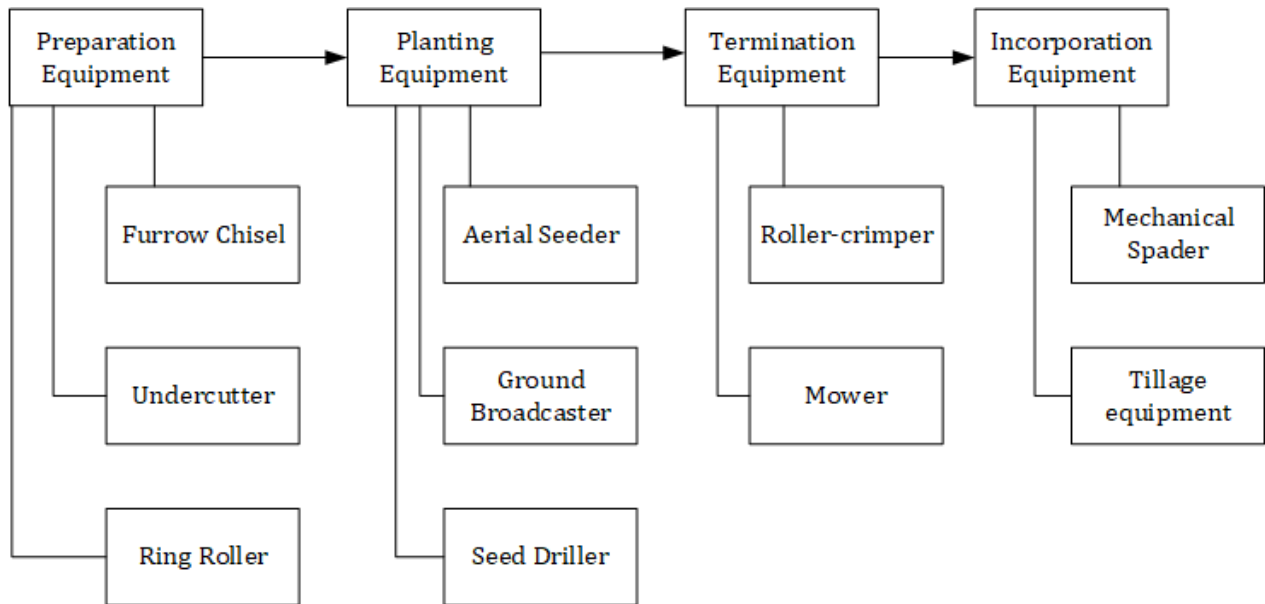 Preparation
Equipment
Planting
Equipment
Termination
Equipment
Incorporation
Equipment
Furrow Chisel
Aerial Seeder
Roller-crimper
Mechanical
Spader
Undercutter
Ground
Broadcaster
Mower
Tillage
equipment
Ring Roller
Seed Driller